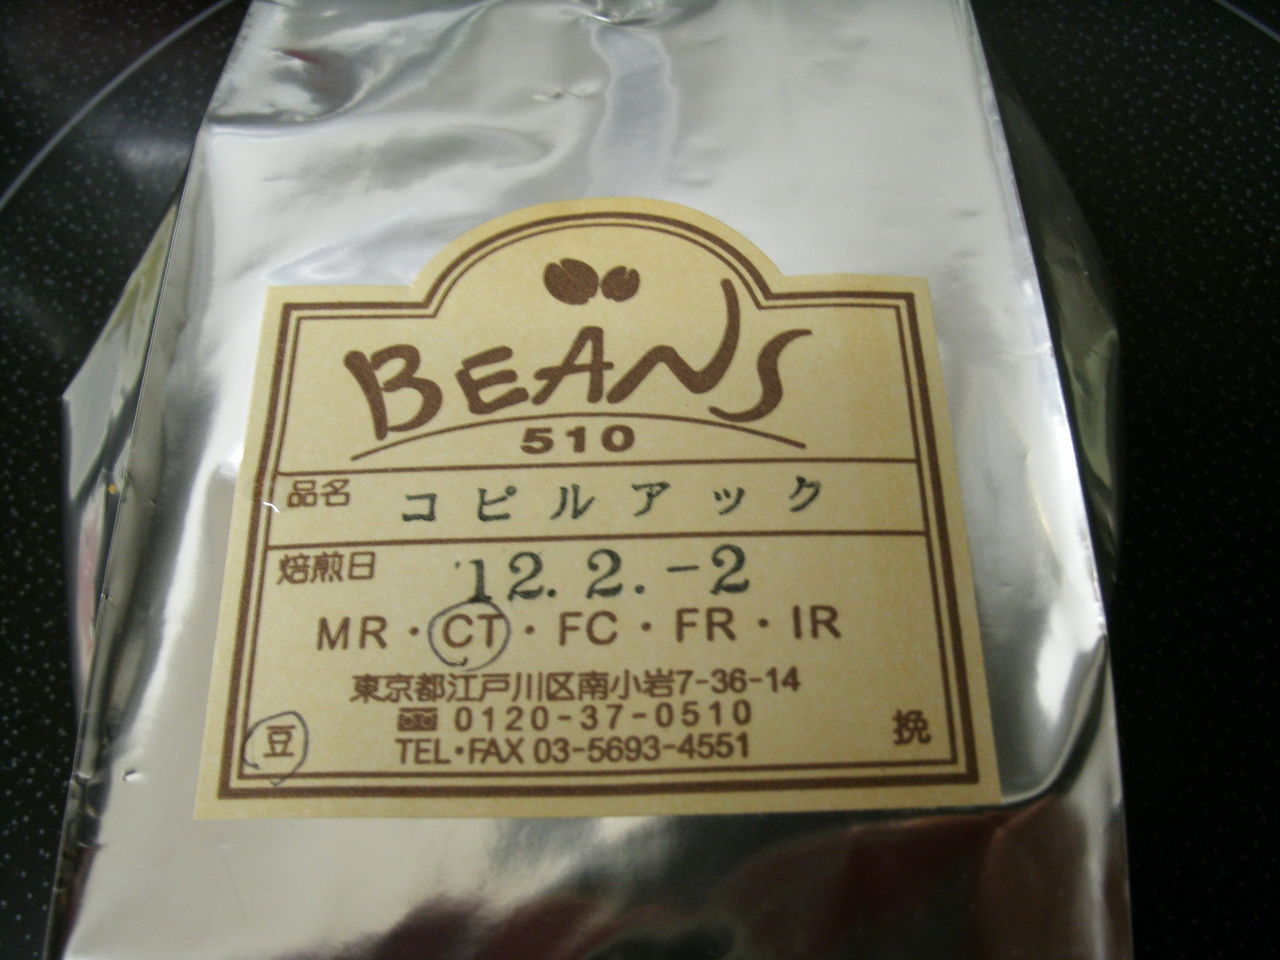 BEANS
510
品名 コピルアック
焙煎日 12.2.-2
MR・CT・FC・FR・IR
東京都江戸川区南小岩7-36-14
0120-37-0510
TEL・FAX 03-5693-4551
豆 挽